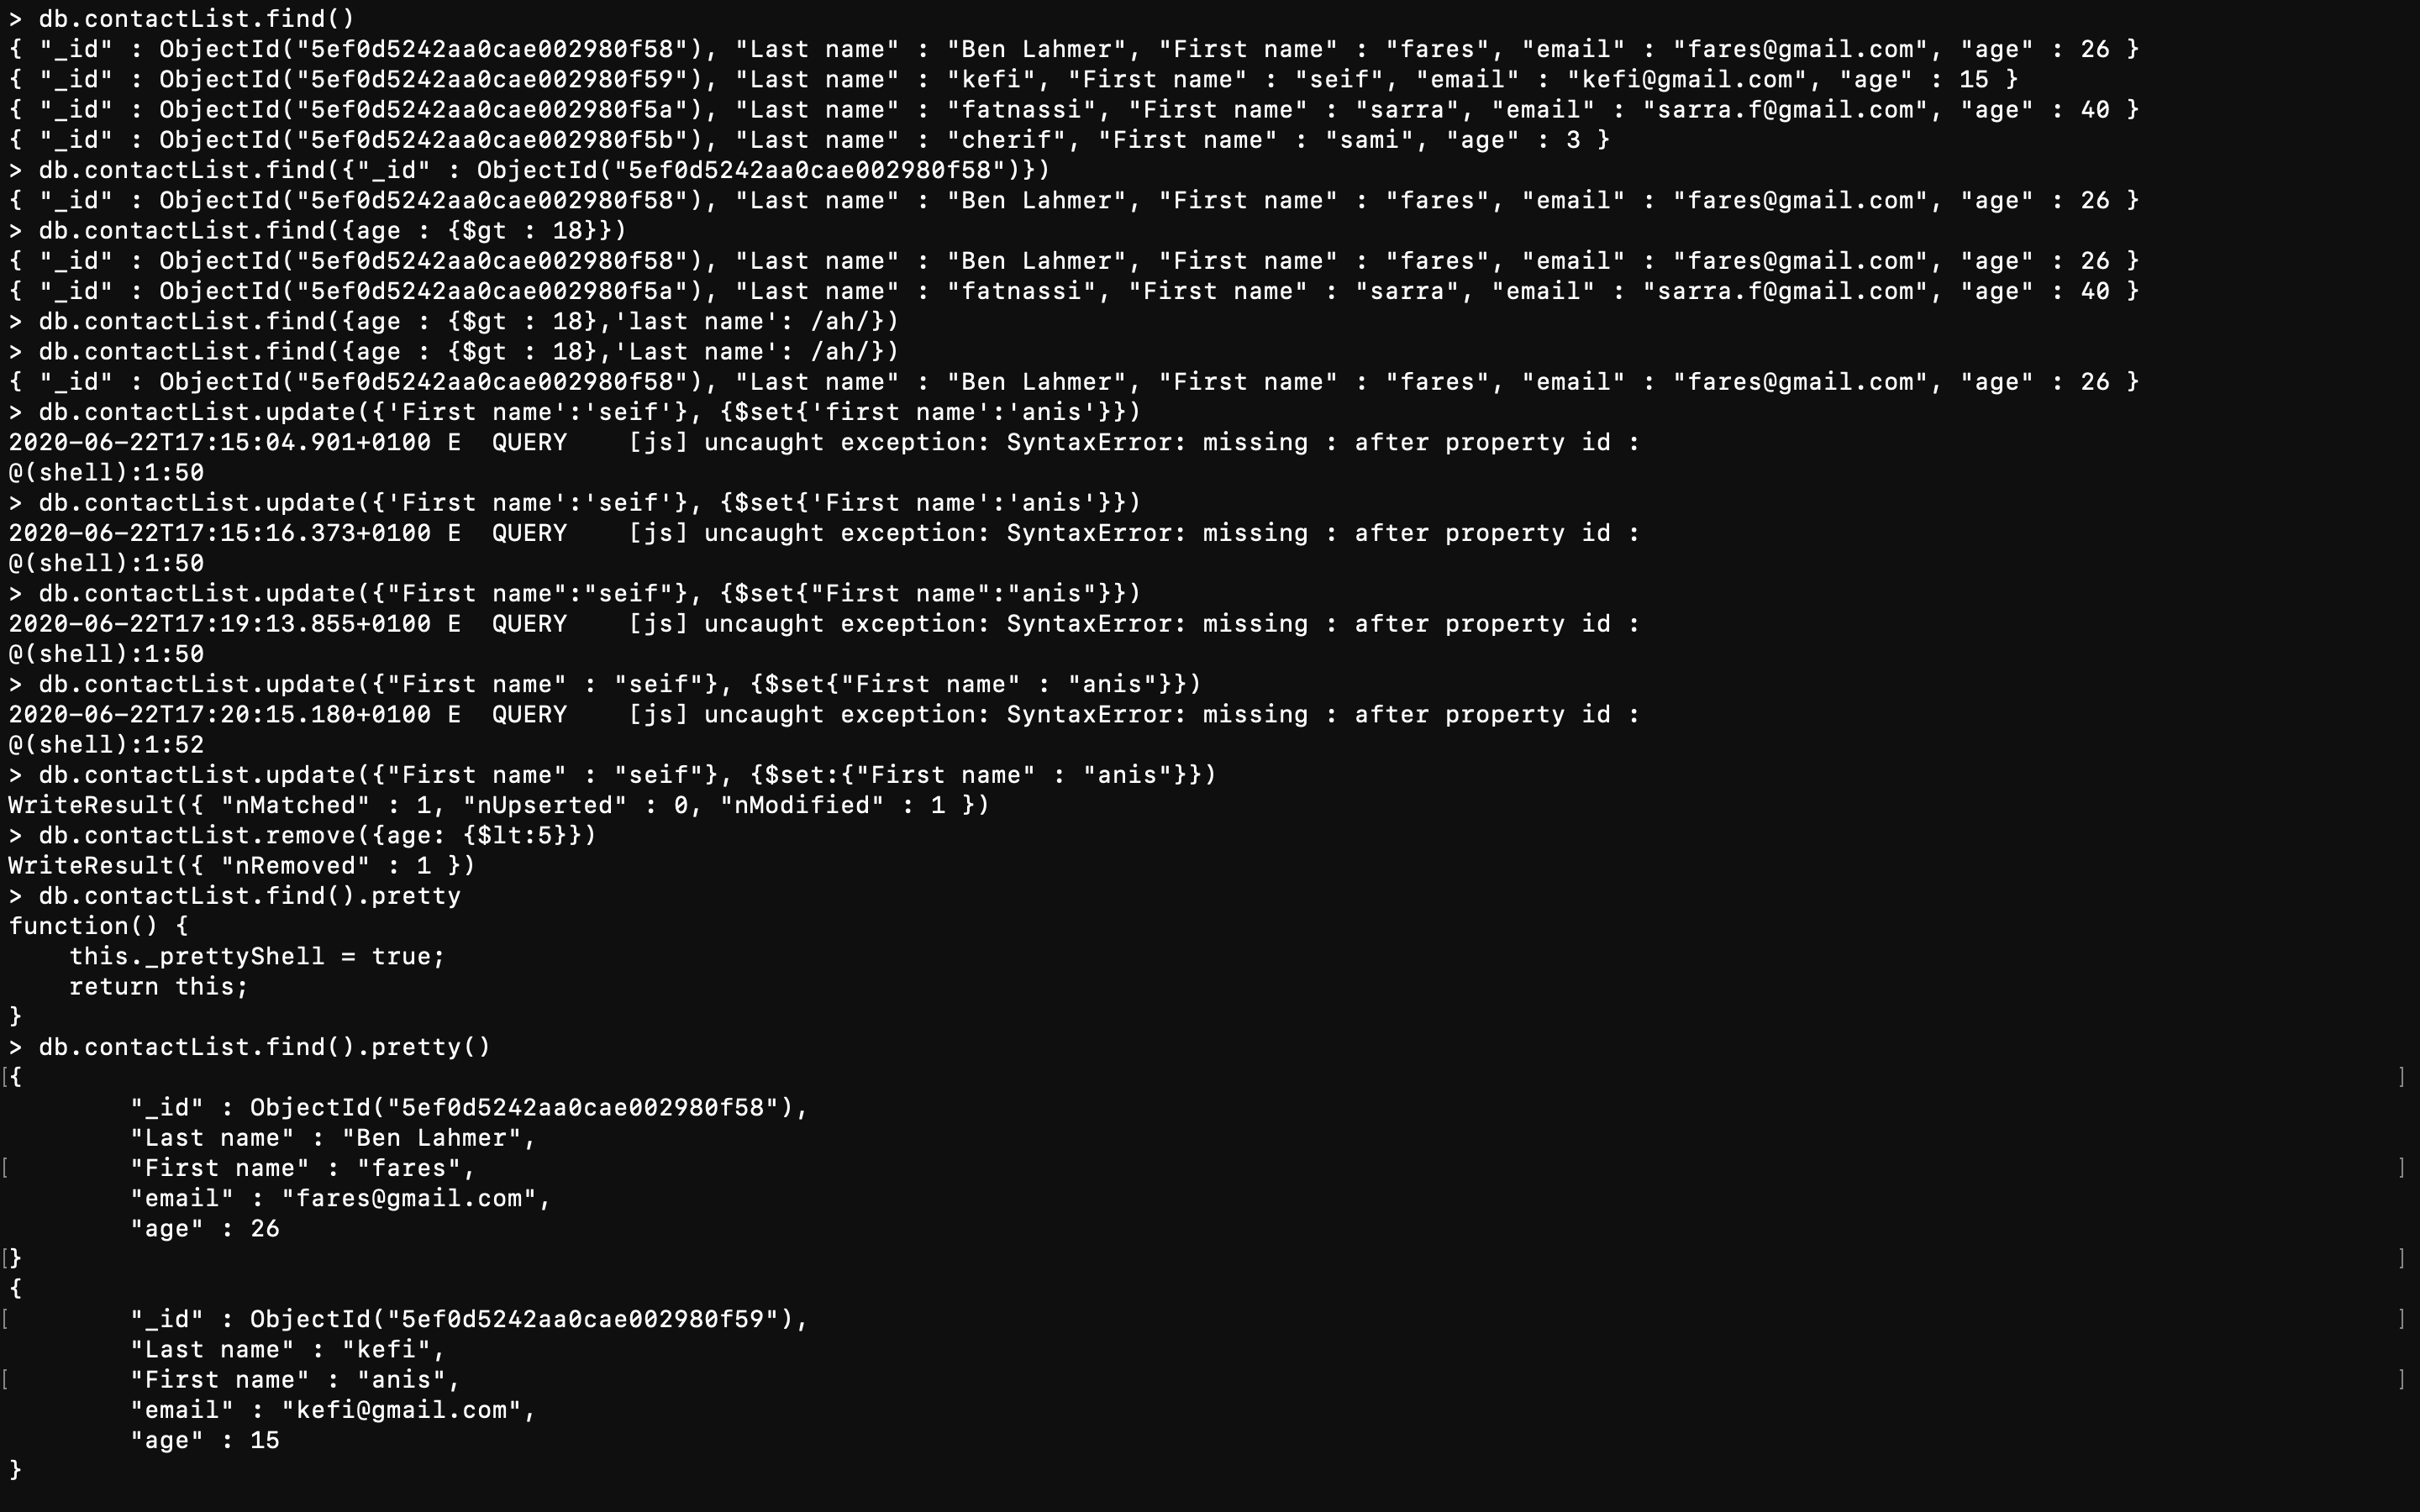 > db.contactList.find()
{ "_id" : ObjectId("5ef0d5242aa0cae002980f58"), "Last name" : "Ben Lahmer", "First name" : "fares", "email" : "fares@gmail.com", "age" : 26 }
{ "_id" : ObjectId("5ef0d5242aa0cae002980f59"), "Last name" : "kefi", "First name" : "seif", "email" : "kefi@gmail.com", "age" : 15 }
{ "_id" : ObjectId("5ef0d5242aa0cae002980f5a"), "Last name" : "fatnassi", "First name" : "sarra", "email" : "sarra.f@gmail.com", "age" : 40 }
{ "_id" : ObjectId("5ef0d5242aa0cae002980f5b"), "Last name" : "cherif", "First name" : "sami", "age" : 3 }
> db.contactList.find({"_id" : ObjectId("5ef0d5242aa0cae002980f58")})
{ "_id" : ObjectId("5ef0d5242aa0cae002980f58"), "Last name" : "Ben Lahmer", "First name" : "fares", "email" : "fares@gmail.com", "age" : 26 }
> db.contactList.find({age : {$gt : 18}})
{ "_id" : ObjectId("5ef0d5242aa0cae002980f58"), "Last name" : "Ben Lahmer", "First name" : "fares", "email" : "fares@gmail.com", "age" : 26 }
{ "_id" : ObjectId("5ef0d5242aa0cae002980f5a"), "Last name" : "fatnassi", "First name" : "sarra", "email" : "sarra.f@gmail.com", "age" : 40 }
> db.contactList.find({age : {$gt : 18},'last name': /ah/})
> db.contactList.find({age : {$gt : 18},'Last name': /ah/})
{ "_id" : ObjectId("5ef0d5242aa0cae002980f58"), "Last name" : "Ben Lahmer", "First name" : "fares", "email" : "fares@gmail.com", "age" : 26 }
> db.contactList.update({'First name':'seif'}, {$set{'first name':'anis'}})
2020-06-22T17:15:04.901+0100 E  QUERY    [js] uncaught exception: SyntaxError: missing : after property id :
@(shell):1:50
> db.contactList.update({'First name':'seif'}, {$set{'First name':'anis'}})
2020-06-22T17:15:16.373+0100 E  QUERY    [js] uncaught exception: SyntaxError: missing : after property id :
@(shell):1:50
> db.contactList.update({"First name":"seif"}, {$set{"First name":"anis"}})
2020-06-22T17:19:13.855+0100 E  QUERY    [js] uncaught exception: SyntaxError: missing : after property id :
@(shell):1:50
> db.contactList.update({"First name" : "seif"}, {$set{"First name" : "anis"}})
2020-06-22T17:20:15.180+0100 E  QUERY    [js] uncaught exception: SyntaxError: missing : after property id :
@(shell):1:52
> db.contactList.update({"First name" : "seif"}, {$set:{"First name" : "anis"}})
WriteResult({ "nMatched" : 1, "nUpserted" : 0, "nModified" : 1 })
> db.contactList.remove({age: {$lt:5}})
WriteResult({ "nRemoved" : 1 })
> db.contactList.find().pretty
function() {
    this._prettyShell = true;
    return this;
}
> db.contactList.find().pretty()
[{ ]
"_id" : ObjectId("5ef0d5242aa0cae002980f58"),
"Last name" : "Ben Lahmer",
[ "First name" : "fares", ]
"email" : "fares@gmail.com",
"age" : 26
[} ]
{
[ "_id" : ObjectId("5ef0d5242aa0cae002980f59"), ]
"Last name" : "kefi",
[ "First name" : "anis", ]
"email" : "kefi@gmail.com",
"age" : 15
}